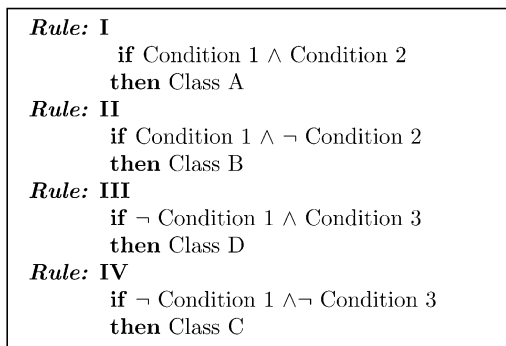 Rule: I
if Condition 1 ∧ Condition 2
then Class A
Rule: II
if Condition 1 ∧ ¬ Condition 2
then Class B
Rule: III
if ¬ Condition 1 ∧ Condition 3
then Class D
Rule: IV
if ¬ Condition 1 ∧¬ Condition 3
then Class C